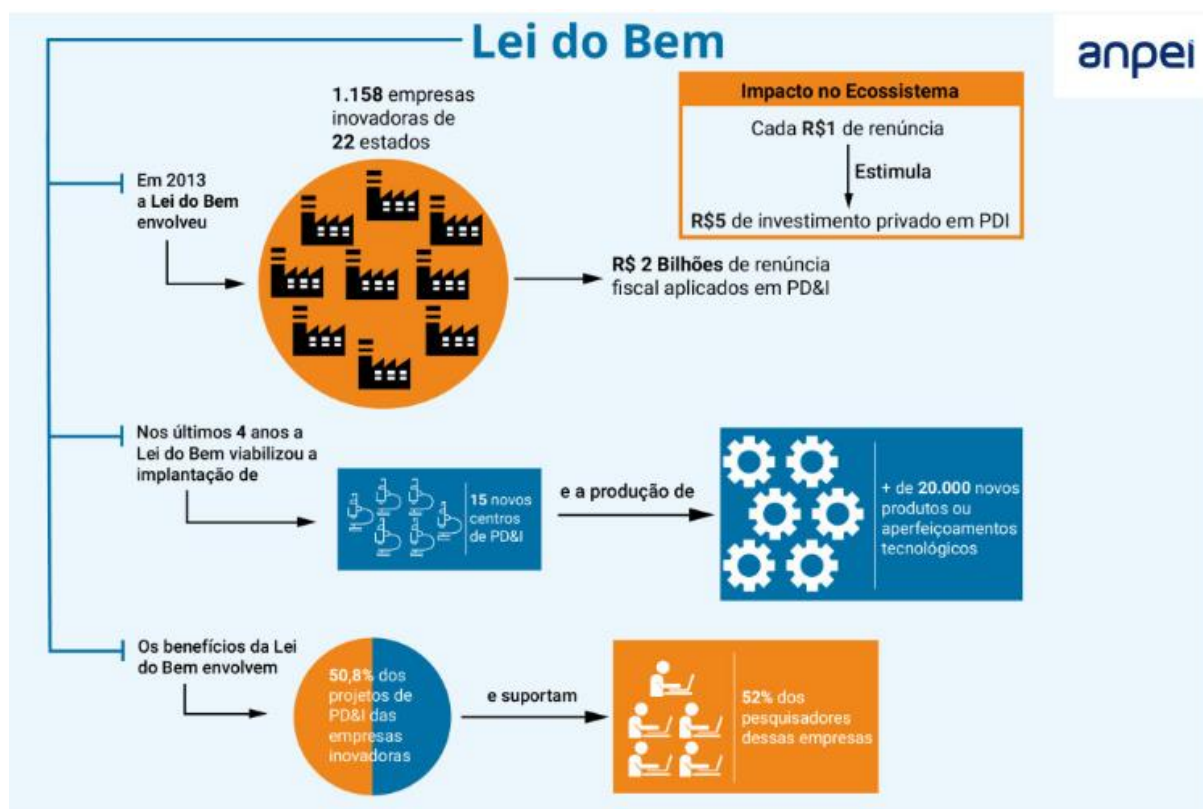 Lei do Bem
anpei
1.158 empresas
inovadoras de
22 estados
Impacto no Ecossistema
Cada R$1 de renúncia
Estimula
R$5 de investimento privado em PDI
Em 2013
a Lei do Bem
envolveu
R$ 2 Bilhões de renúncia
fiscal aplicados em PD&I
Nos últimos 4 anos a
Lei do Bem viabilizou a
implantação de
15 novos
centros
de PD&I
e a produção de
+ de 20.000 novos
produtos ou
aperfeiçoamentos
tecnológicos
Os benefícios da Lei
do Bem envolvem
50,8% dos
projetos de
PD&I das
empresas
inovadoras
e suportam
52% dos
pesquisadores
dessas empresas